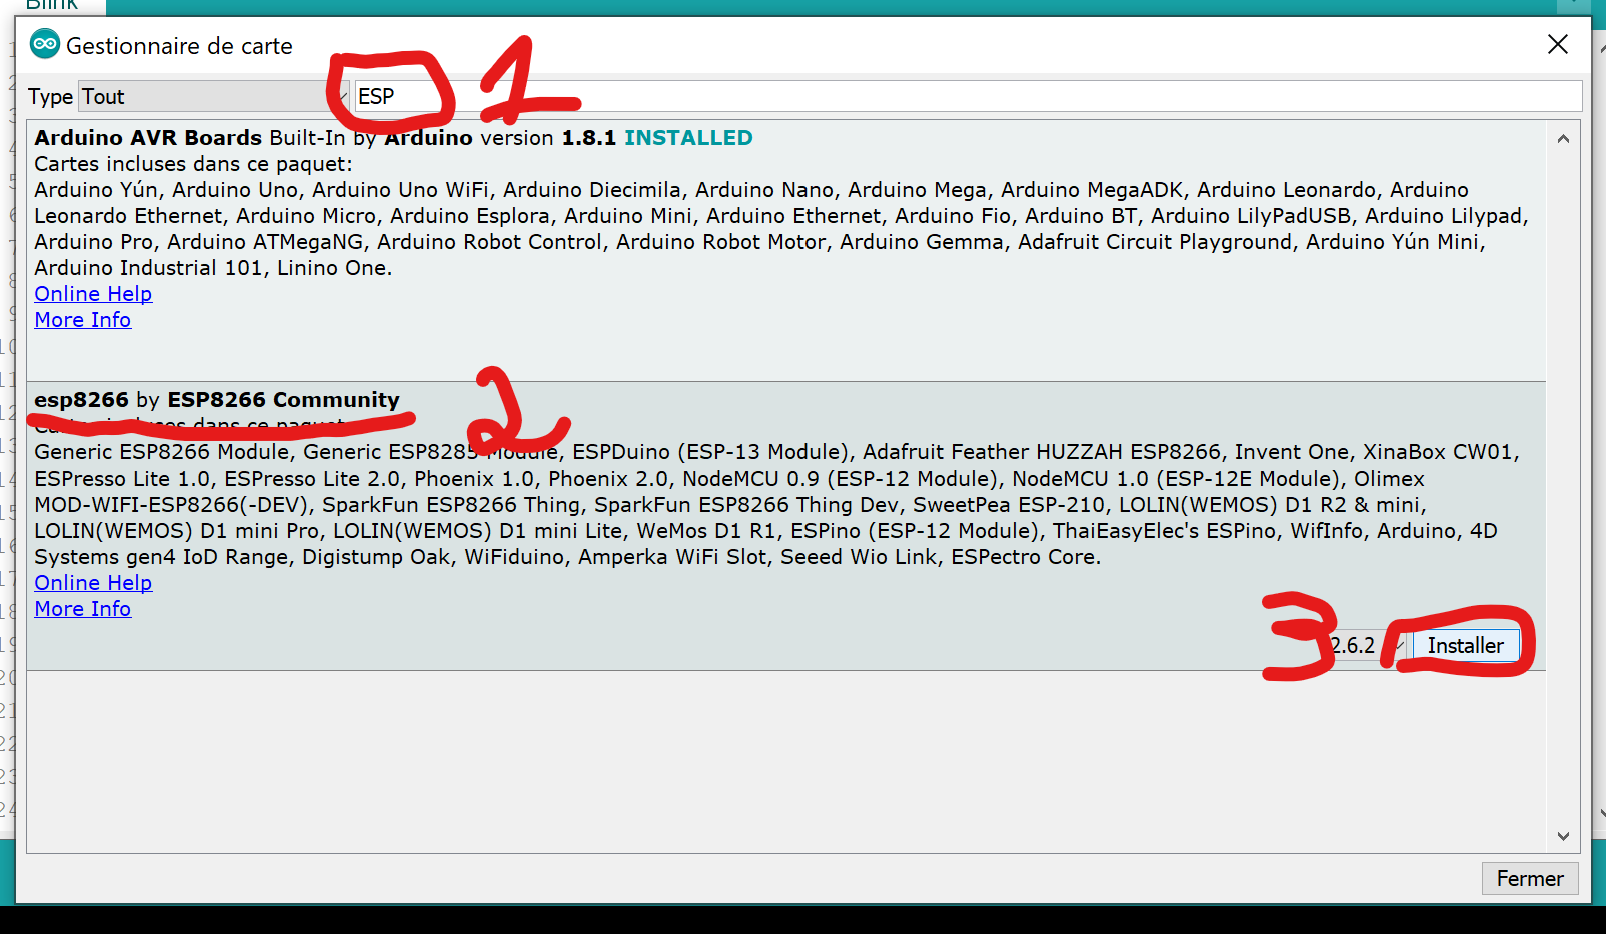 Blink
Gestionnaire de carte
Type Tout ESP 1
Arduino AVR Boards Built-In by Arduino version 1.8.1 INSTALLED
Cartes incluses dans ce paquet:
Arduino Yún, Arduino Uno, Arduino Uno WiFi, Arduino Diecimila, Arduino Nano, Arduino Mega, Arduino MegaADK, Arduino Leonardo, Arduino
Leonardo Ethernet, Arduino Micro, Arduino Esplora, Arduino Mini, Arduino Ethernet, Arduino Fio, Arduino BT, Arduino LilyPadUSB, Arduino Lilypad,
Arduino Pro, Arduino ATMegaNG, Arduino Robot Control, Arduino Robot Motor, Arduino Gemma, Adafruit Circuit Playground, Arduino Yún Mini,
Arduino Industrial 101, Linino One.
Online Help
More Info
esp8266 by ESP8266 Community 2
Cartes incluses dans ce paquet:
Generic ESP8266 Module, Generic ESP8285 Module, ESPDuino (ESP-13 Module), Adafruit Feather HUZZAH ESP8266, Invent One, XinaBox CW01,
ESPresso Lite 1.0, ESPresso Lite 2.0, Phoenix 1.0, Phoenix 2.0, NodeMCU 0.9 (ESP-12 Module), NodeMCU 1.0 (ESP-12E Module), Olimex
MOD-WIFI-ESP8266(-DEV), SparkFun ESP8266 Thing, SparkFun ESP8266 Thing Dev, SweetPea ESP-210, LOLIN(WEMOS) D1 R2 & mini,
LOLIN(WEMOS) D1 mini Pro, LOLIN(WEMOS) D1 mini Lite, WeMos D1 R1, ESPino (ESP-12 Module), ThaiEasyElec's ESPino, WifInfo, Arduino, 4D
Systems gen4 IoD Range, Digistump Oak, WiFiduino, Amperka WiFi Slot, Seeed Wio Link, ESPectro Core.
Online Help
More Info
3 2.6.2 Installer
Fermer